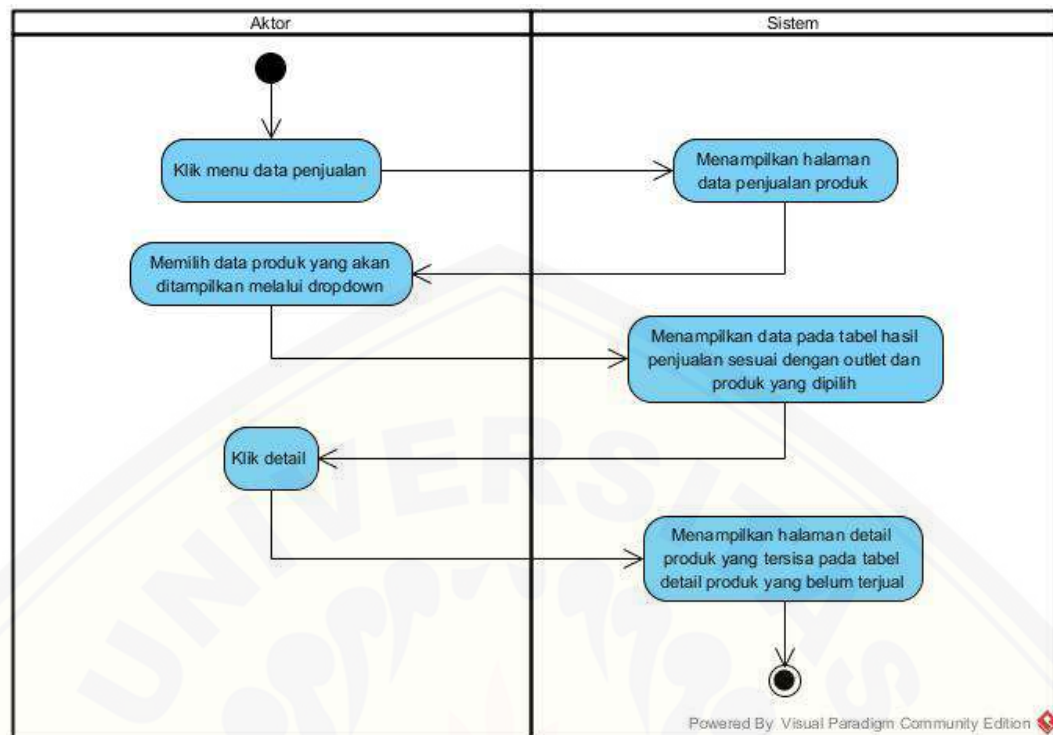 Aktor
Sistem
Klik menu data penjualan
Menampilkan halaman
data penjualan produk
Memilih data produk yang akan
ditampilkan melalui dropdown
Menampilkan data pada tabel hasil
penjualan sesuai dengan outlet dan
produk yang dipilih
Klik detail
Menampilkan halaman detail
produk yang tersisa pada tabel
detail produk yang belum terjual
UNIVERSITAS
Powered By Visual Paradigm Community Edition